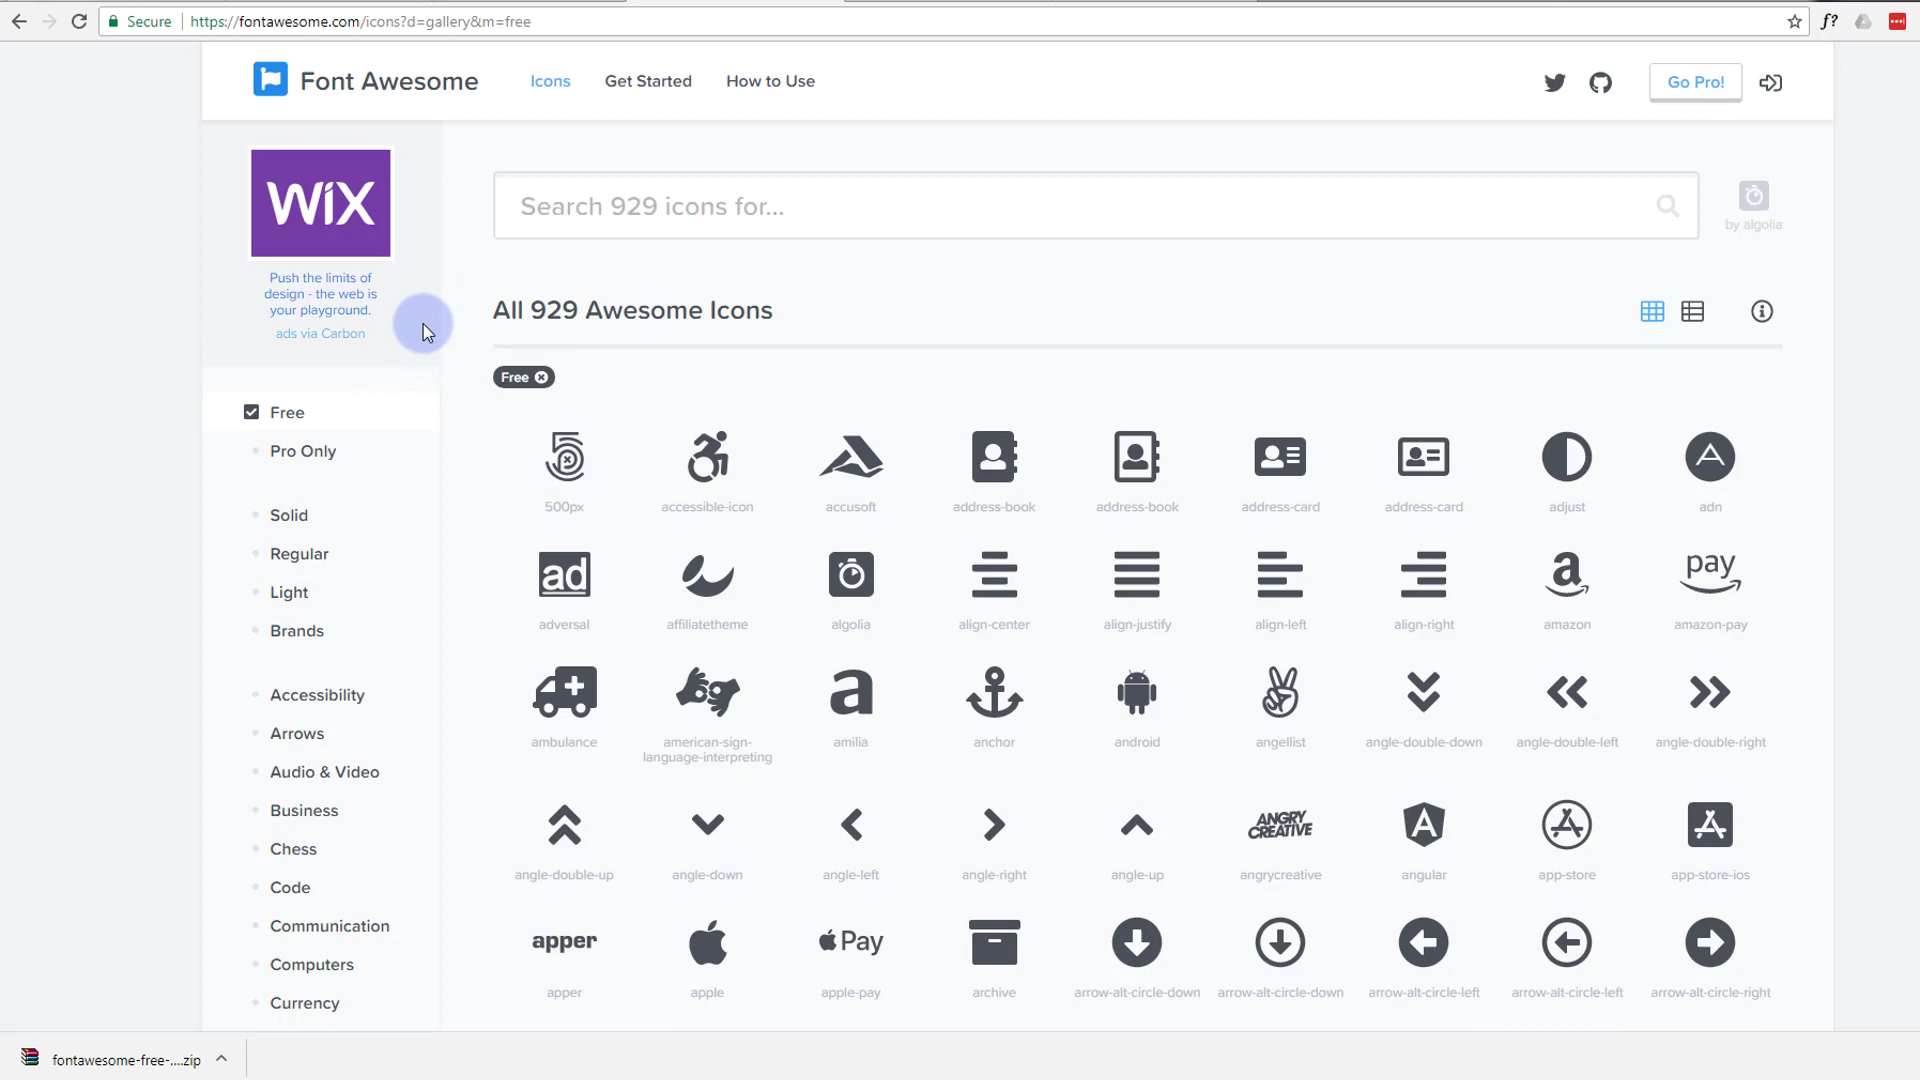 Secure
https://fontawesome.com/icons?d=gallery&m=free
f?
Font Awesome
Icons
Get Started
How to Use
Go Pro!
WiX
Push the limits of
design - the web is
your playground.
ads via Carbon
Search 929 icons for...
by algolia
All 929 Awesome Icons
Free
Free
Pro Only
Solid
Regular
Light
Brands
Accessibility
Arrows
Audio & Video
Business
Chess
Code
Communication
Computers
Currency
500px
accessible-icon
accusoft
address-book
address-book
address-card
address-card
adjust
adn
ad
a
pay
adversal
affiliatetheme
algolia
align-center
align-justify
align-left
align-right
amazon
amazon-pay
a
ambulance
american-sign-
language-interpreting
amilia
anchor
android
angellist
angle-double-down
angle-double-left
angle-double-right
ANGRY
CREATIVE
angle-double-up
angle-down
angle-left
angle-right
angle-up
angrycreative
angular
app-store
app-store-ios
apper
Pay
apper
apple
apple-pay
archive
arrow-alt-circle-down
arrow-alt-circle-down
arrow-alt-circle-left
arrow-alt-circle-left
arrow-alt-circle-right
fontawesome-free-....zip